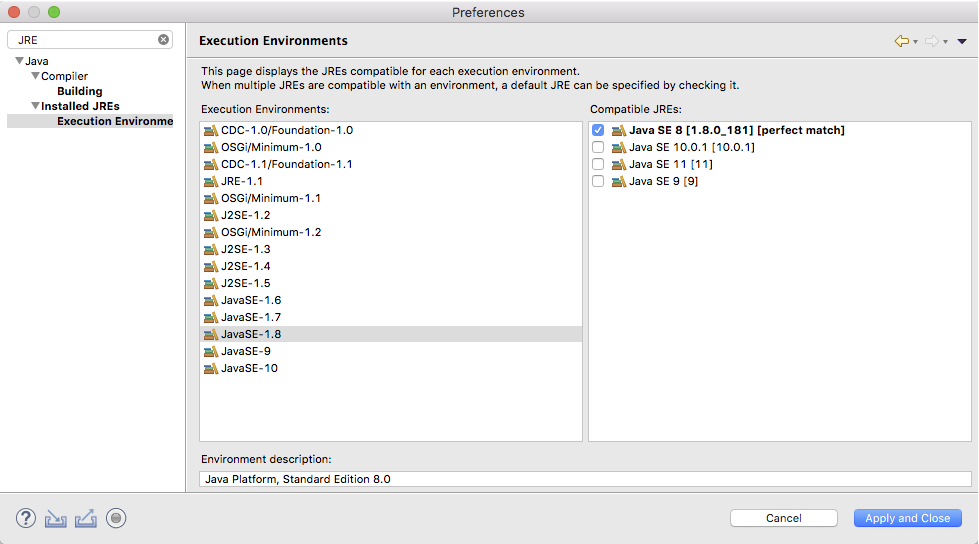 Preferences
JRE
Java
Compiler
Building
Installed JREs
Execution Environme
Execution Environments
This page displays the JREs compatible for each execution environment.
When multiple JREs are compatible with an environment, a default JRE can be specified by checking it.
Execution Environments:
CDC-1.0/Foundation-1.0
OSGi/Minimum-1.0
CDC-1.1/Foundation-1.1
JRE-1.1
OSGi/Minimum-1.1
J2SE-1.2
OSGi/Minimum-1.2
J2SE-1.3
J2SE-1.4
J2SE-1.5
JavaSE-1.6
JavaSE-1.7
JavaSE-1.8
JavaSE-9
JavaSE-10
Compatible JREs:
Java SE 8 [1.8.0_181] [perfect match]
Java SE 10.0.1 [10.0.1]
Java SE 11 [11]
Java SE 9 [9]
Environment description:
Java Platform, Standard Edition 8.0
?
Cancel
Apply and Close